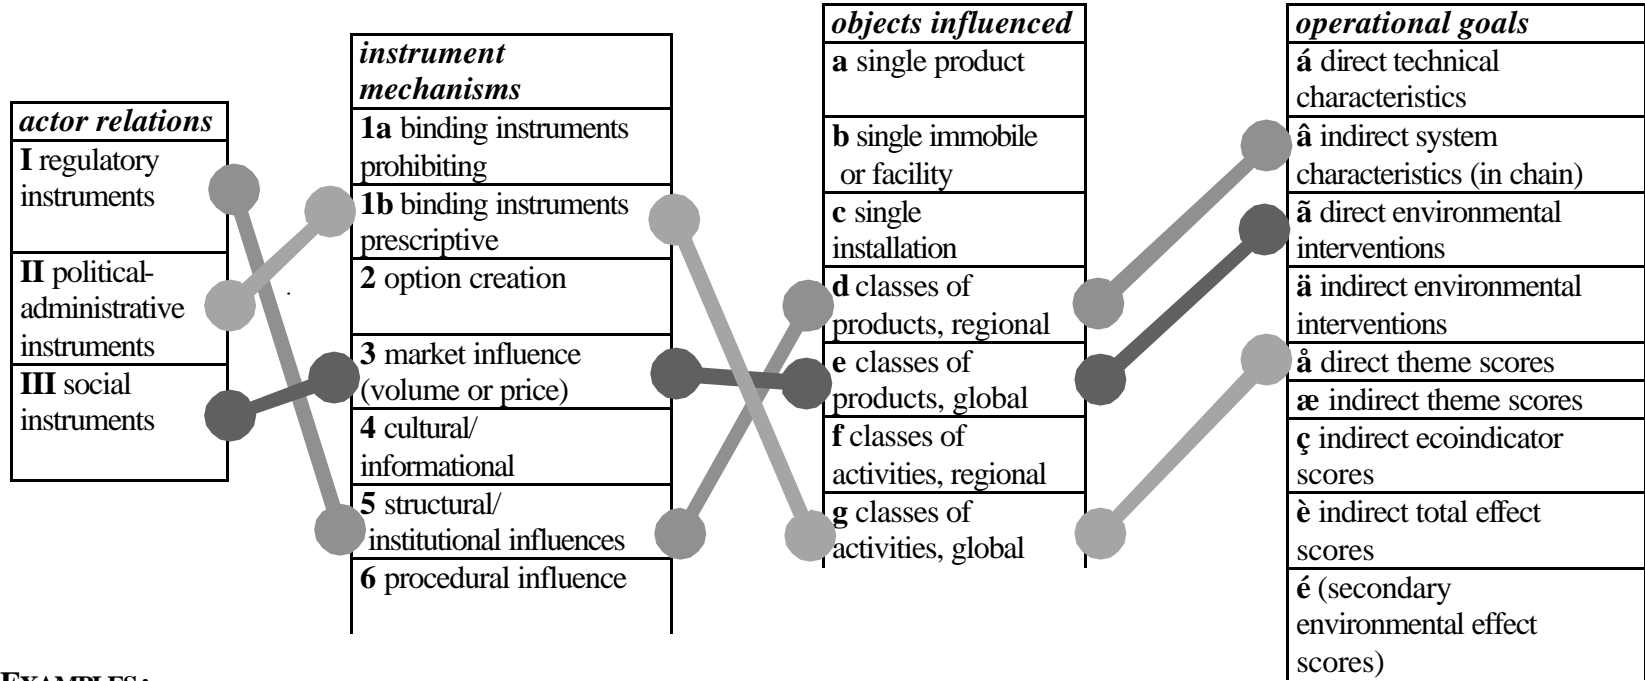 actor relations
I regulatory
instruments
II political-
administrative
instruments
III social
instruments
instrument
mechanisms
1a binding instruments
prohibiting
1b binding instruments
prescriptive
2 option creation
3 market influence
(volume or price)
4 cultural/
informational
5 structural/
institutional influences
6 procedural influence
objects influenced
a single product
b single immobile
or facility
c single
installation
d classes of
products, regional
e classes of
products, global
f classes of
activities, regional
g classes of
activities, global
operational goals
á direct technical
characteristics
â indirect system
characteristics (in chain)
ã direct environmental
interventions
ä indirect environmental
interventions
å direct theme scores
æ indirect theme scores
ç indirect ecoindicator
scores
è indirect total effect
scores
é (secondary
environmental effect
scores)
EXAMPLES: